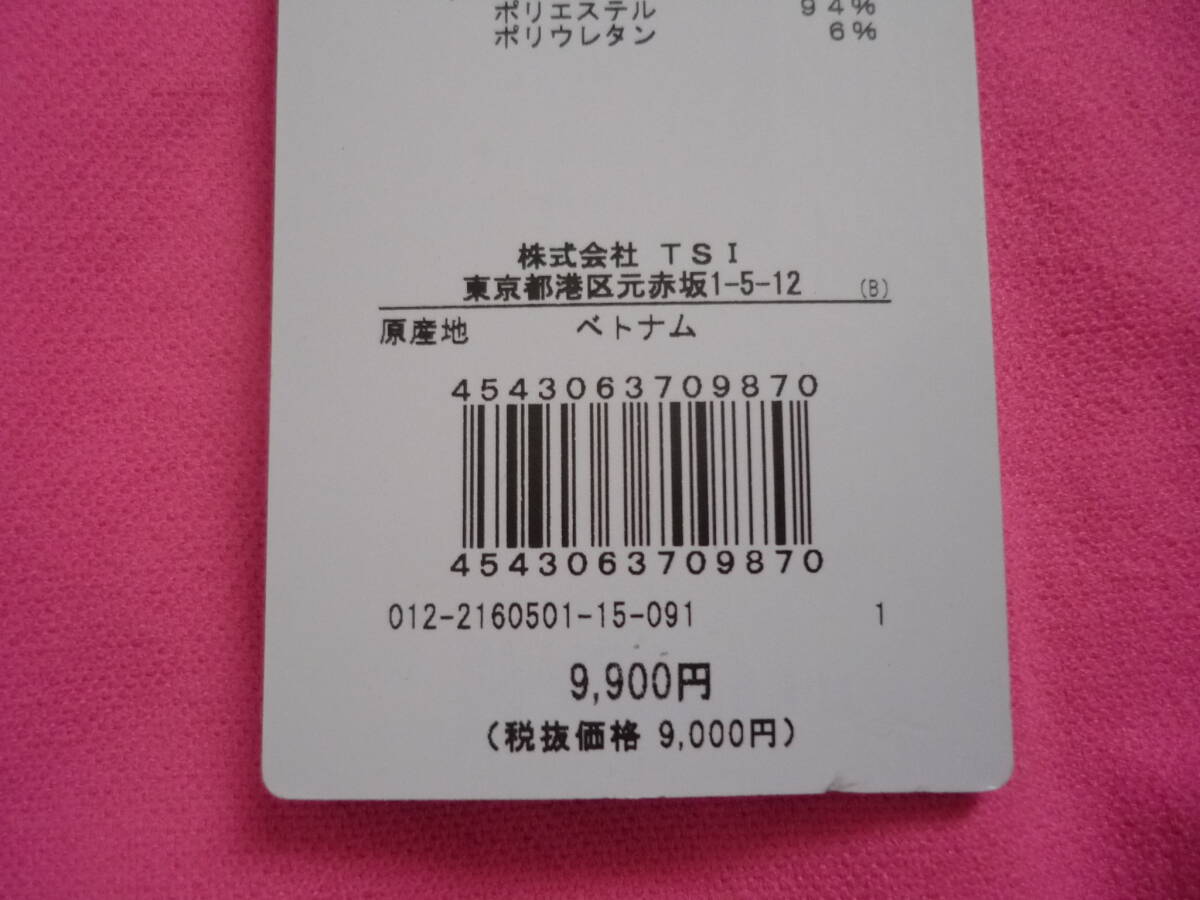 ポリエステル 94%
ポリウレタン 6%
株式会社 TSI
東京都港区元赤坂1-5-12 (B)
原産地 ベトナム
4543063709870
4543063709870
012-2160501-15-091 1
9,900円
(税抜価格 9,000円)